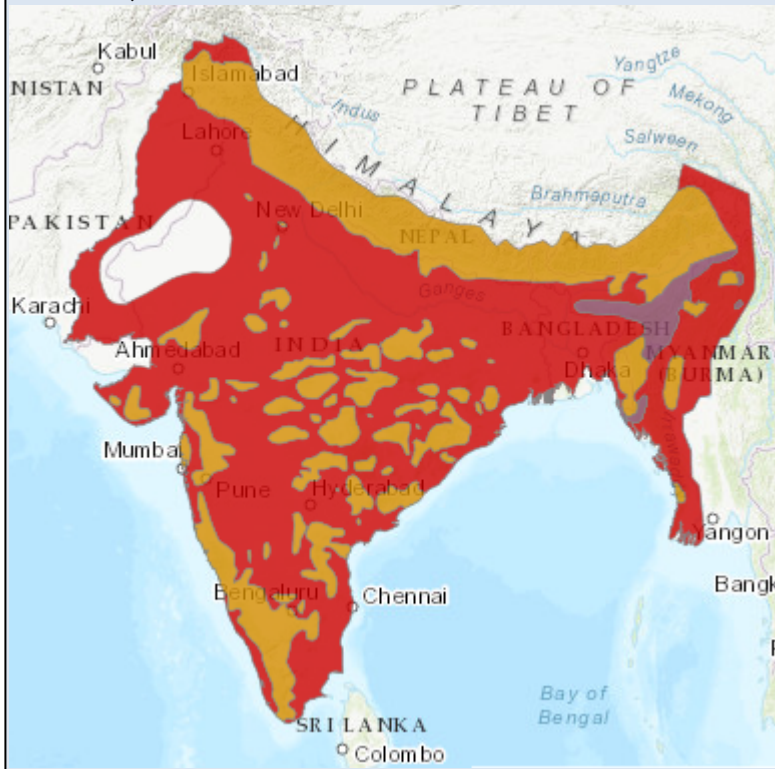 Kabul
NISTAN
Islamabad
PLATEAU OF
TIBET
Yangtze
Mekong
Salween
Indus
Lahore
HIMALAYA
Brahmaputra
PAKISTAN
New Delhi
NEPAL
Ganges
Karachi
Ahmedabad
INDIA
BANGLADESH
Dhaka
MYANMAR
(BURMA)
Mumbai
Pune
Hyderabad
Irrawaddy
Yangon
Bengaluru
Chennai
Bangk
Bay of
Bengal
SRI LANKA
Colombo